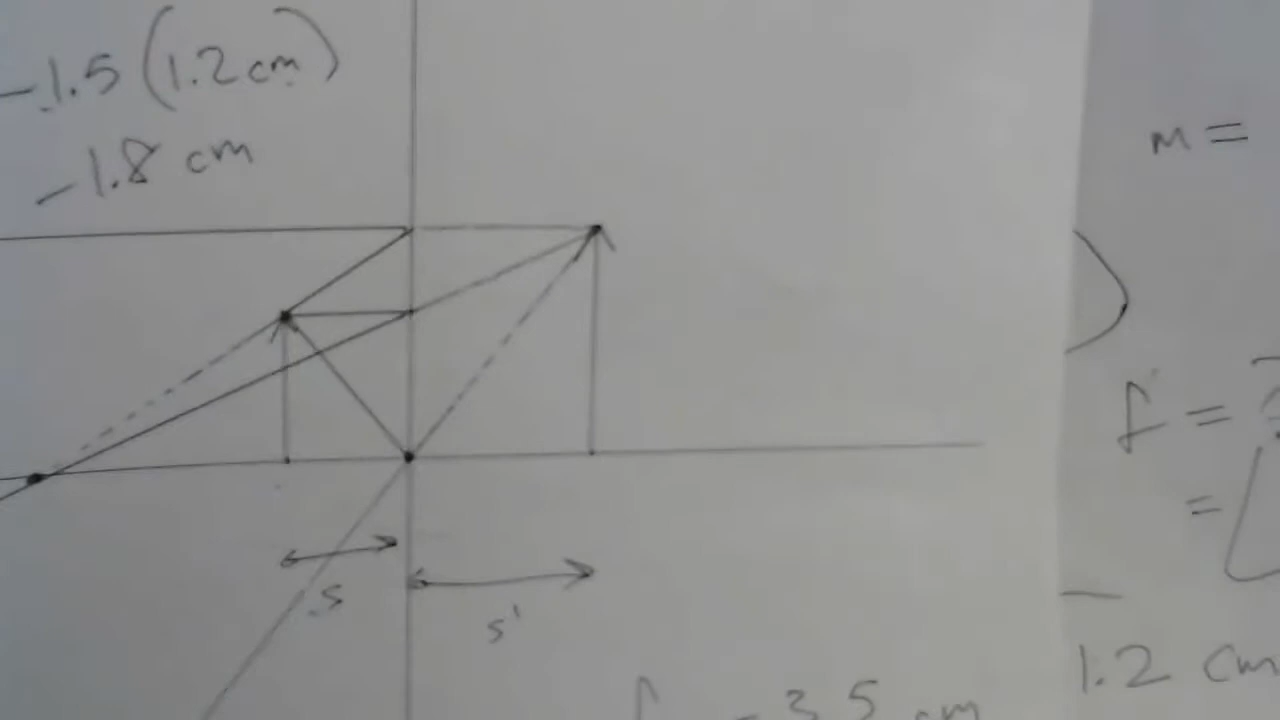 -1.5 (1.2 cm)
-1.8 cm
m =
f =
=
s
s'
1.2 cm
3.5 cm